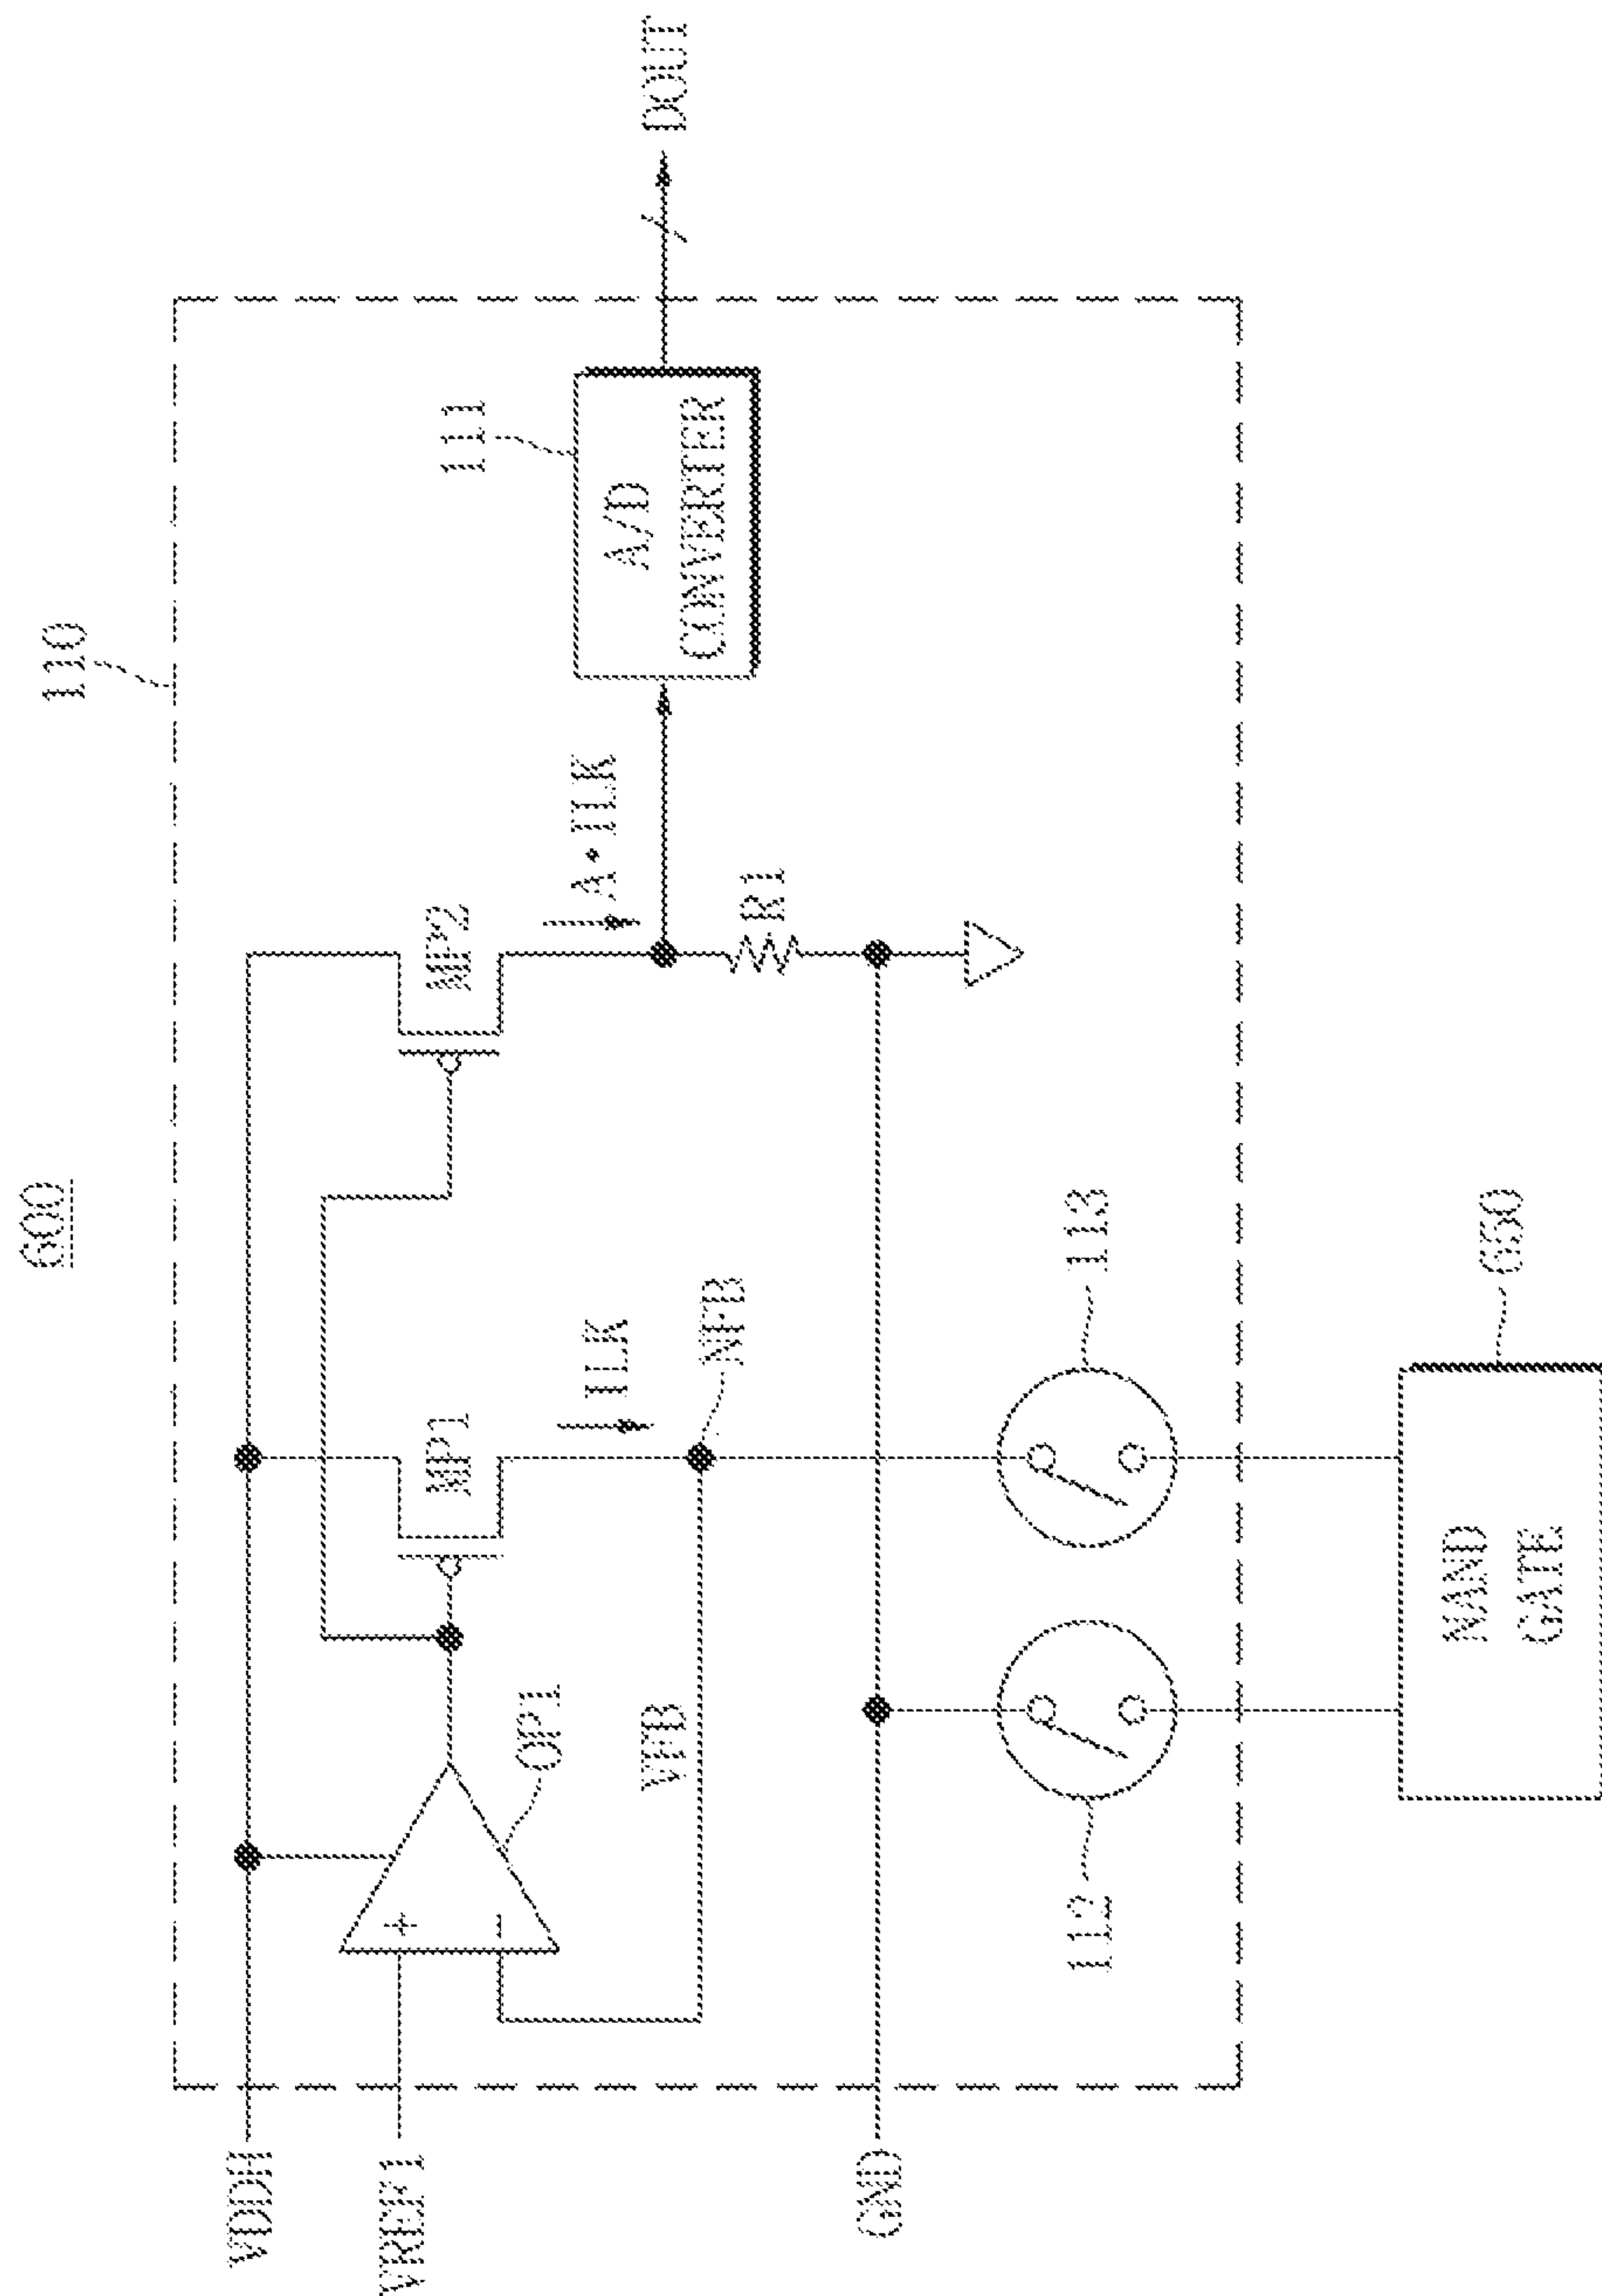 600
110
VDDH
VREF1
GND
+
−
OP1
VFB
MP1
ILK
NFB
MP2
A•ILK
R1
111
A/D
CONVERTER
DOUT
112
113
NAND
GATE
650